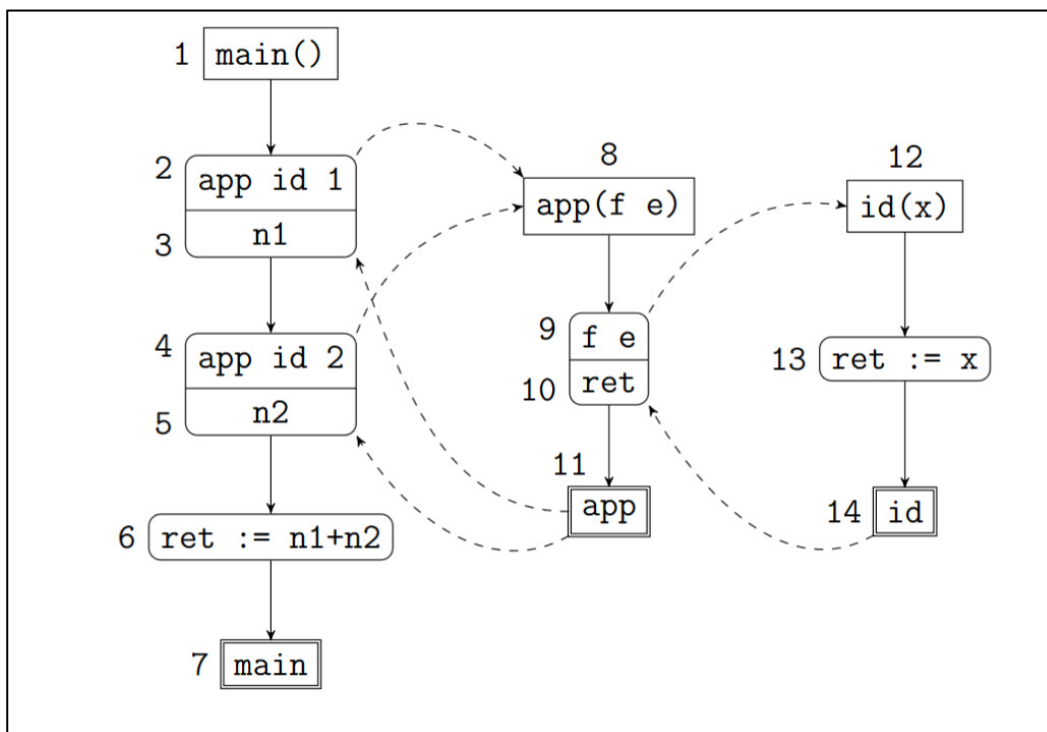 1 main()
2 app id 1
3 n1
4 app id 2
5 n2
6 ret := n1+n2
7 main
8
app(f e)
9 f e
10 ret
11
app
12
id(x)
13 ret := x
14 id